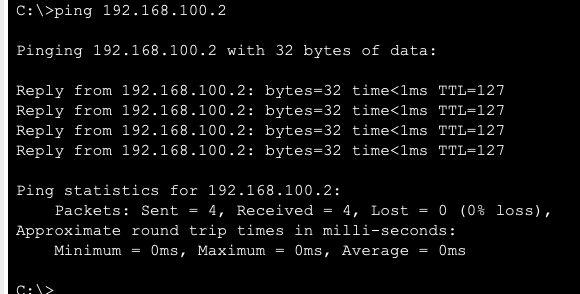 C:\>ping 192.168.100.2
Pinging 192.168.100.2 with 32 bytes of data:
Reply from 192.168.100.2: bytes=32 time<1ms TTL=127
Reply from 192.168.100.2: bytes=32 time<1ms TTL=127
Reply from 192.168.100.2: bytes=32 time<1ms TTL=127
Reply from 192.168.100.2: bytes=32 time<1ms TTL=127
Ping statistics for 192.168.100.2:
    Packets: Sent = 4, Received = 4, Lost = 0 (0% loss),
Approximate round trip times in milli-seconds:
    Minimum = 0ms, Maximum = 0ms, Average = 0ms
C:\>